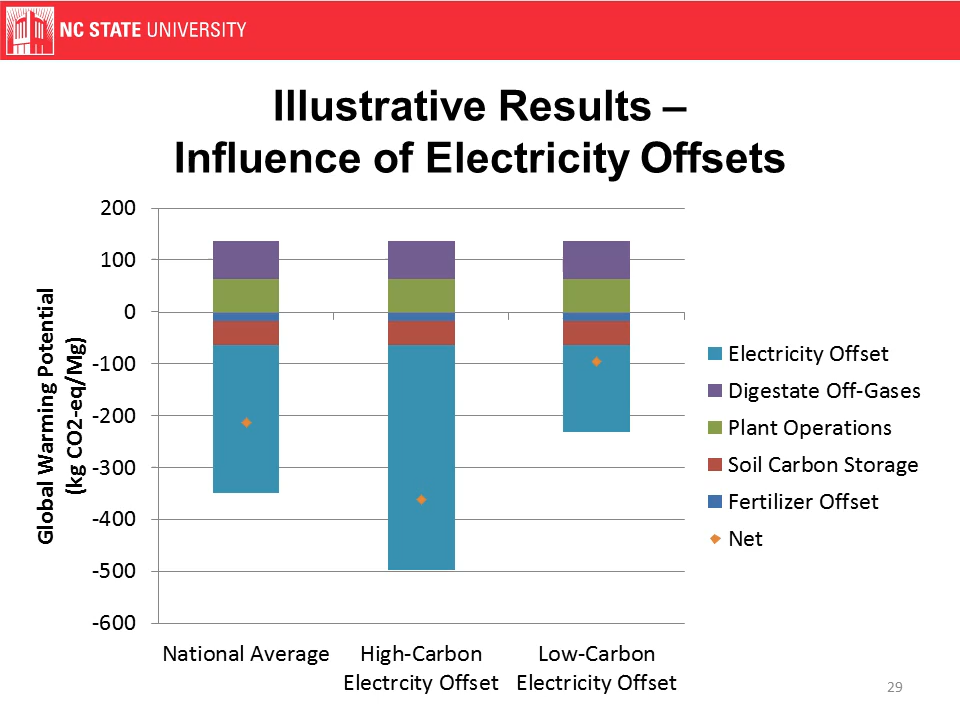 NC STATE UNIVERSITY
Illustrative Results –
Influence of Electricity Offsets
Global Warming Potential
(kg CO2-eq/Mg)
200
100
0
-100
-200
-300
-400
-500
-600
National Average
High-Carbon
Electrcity Offset
Low-Carbon
Electricity Offset
Electricity Offset
Digestate Off-Gases
Plant Operations
Soil Carbon Storage
Fertilizer Offset
Net
29